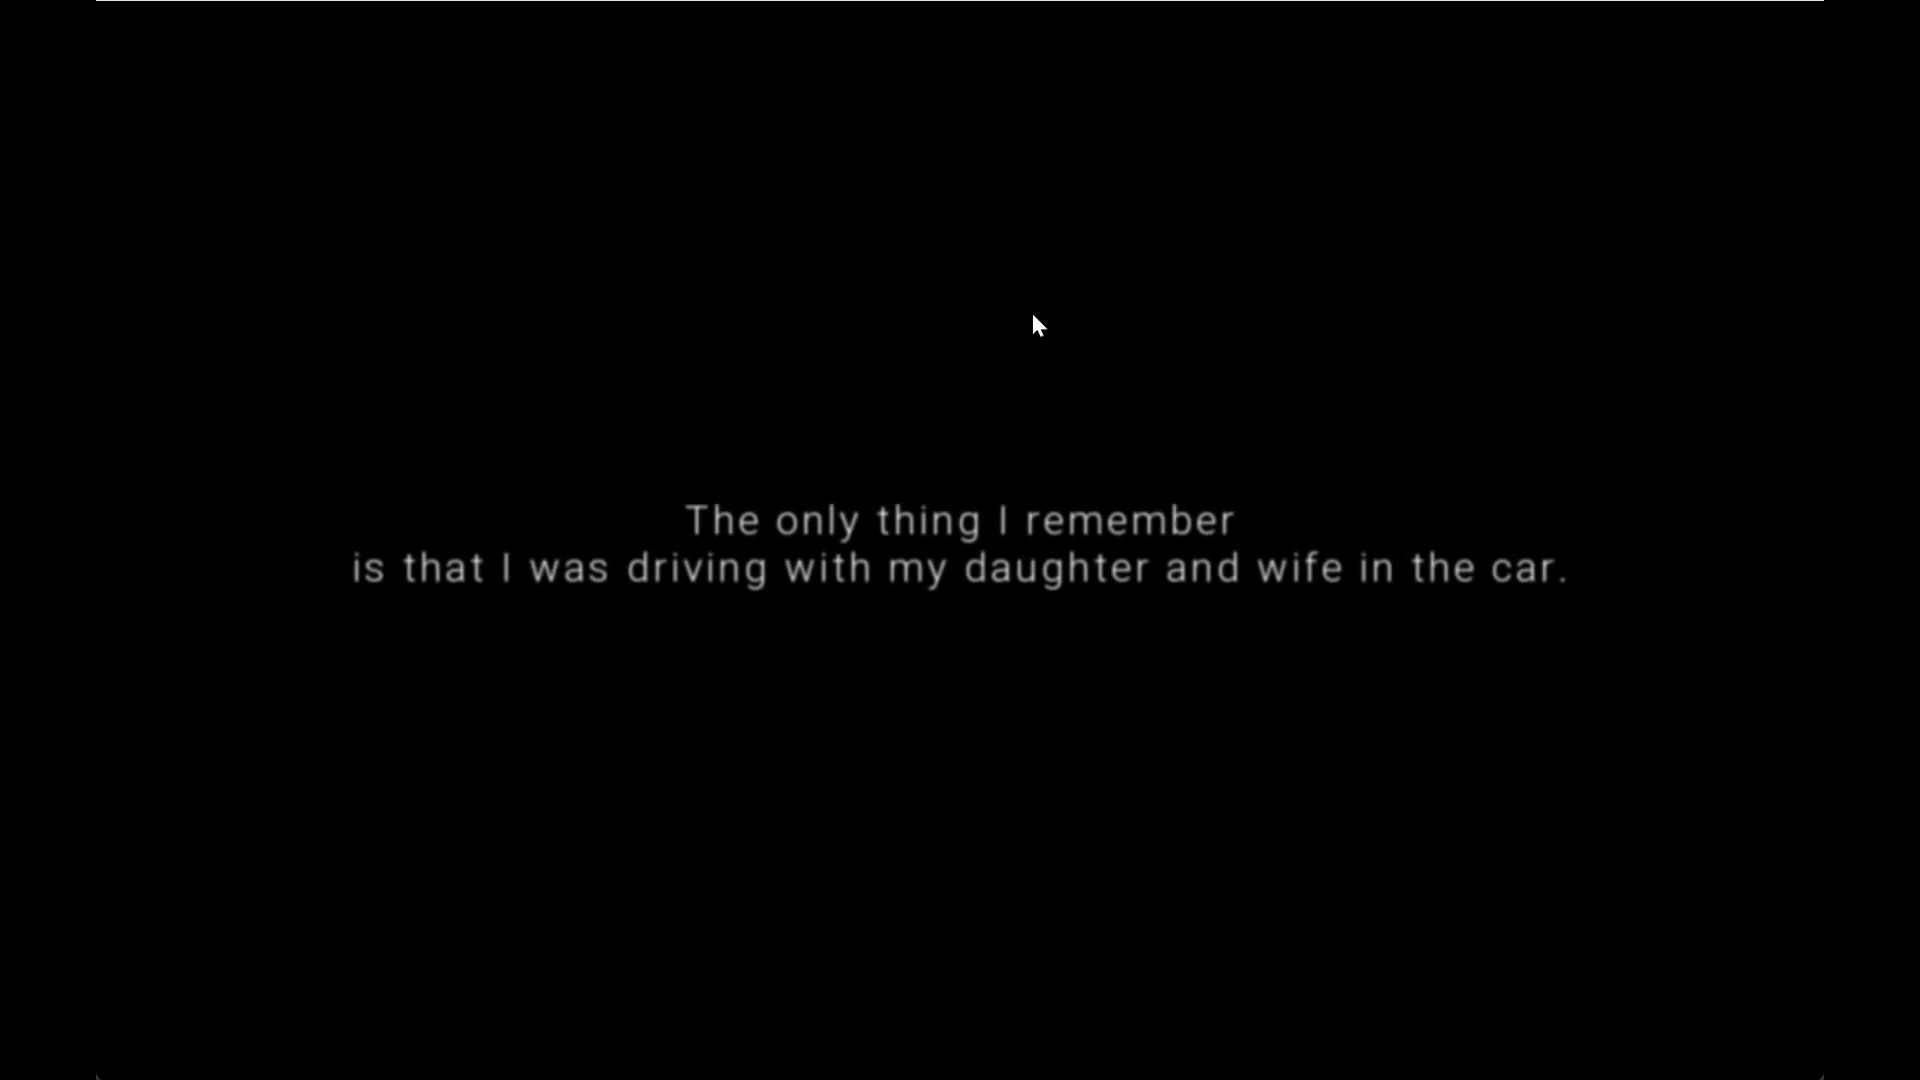 The only thing I remember
is that I was driving with my daughter and wife in the car.